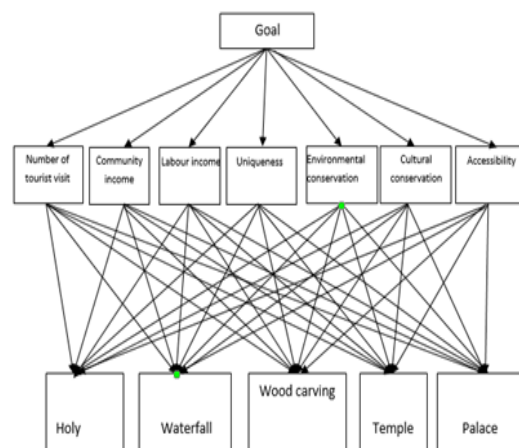 Goal
Number of
tourist visit
Community
income
Labour income
Uniqueness
Environmental
conservation
Cultural
conservation
Accessibility
Holy
Waterfall
Wood carving
Temple
Palace